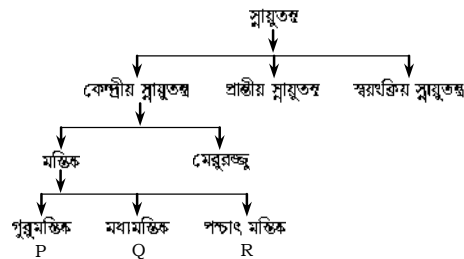 স্নায়ুতন্ত্র
কেন্দ্রীয় স্নায়ুতন্ত্র প্রান্তীয় স্নায়ুতন্ত্র স্বয়ংক্রিয় স্নায়ুতন্ত্র
মস্তিষ্ক মেরুরজ্জু
গুরুমস্তিষ্ক মধ্যমস্তিষ্ক পশ্চাৎ মস্তিষ্ক
P Q R